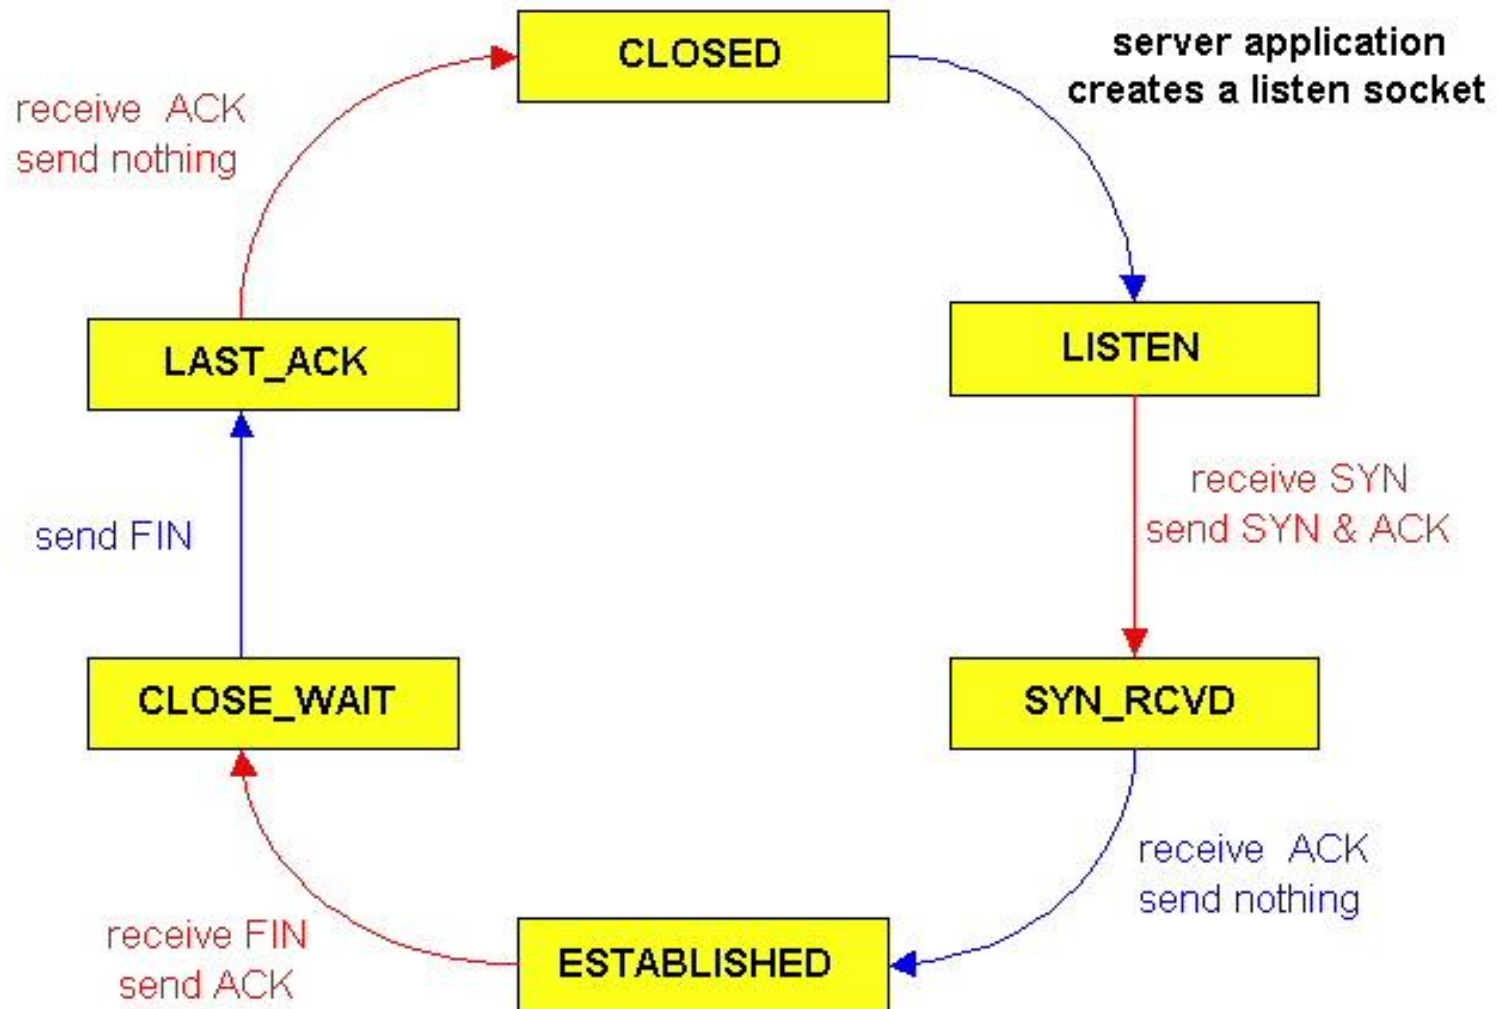 CLOSED
server application
creates a listen socket
receive ACK
send nothing
LAST_ACK
LISTEN
receive SYN
send SYN & ACK
send FIN
CLOSE_WAIT
SYN_RCVD
receive ACK
send nothing
receive FIN
send ACK
ESTABLISHED